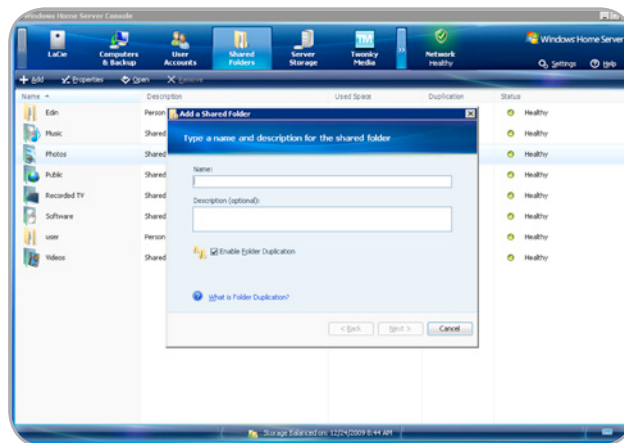 Windows Home Server Console
LaCie
Computers & Backup
User Accounts
Shared Folders
Server Storage
TM
Twonky Media
Network
Healthy
Windows Home Server
Settings
Help
Add
Properties
Open
Remove
Name
Description
Used Space
Duplication
Status
Edin
Person
Healthy
Music
Shared
Healthy
Photos
Shared
Healthy
Public
Shared
Healthy
Recorded TV
Shared
Healthy
Software
Shared
Healthy
user
Person
Healthy
Videos
Shared
Healthy
Add a Shared Folder
Type a name and description for the shared folder
Name:
Description (optional):
Enable Folder Duplication
What is Folder Duplication?
< Back
Next >
Cancel
Storage Balanced on: 12/24/2009 8:44 AM